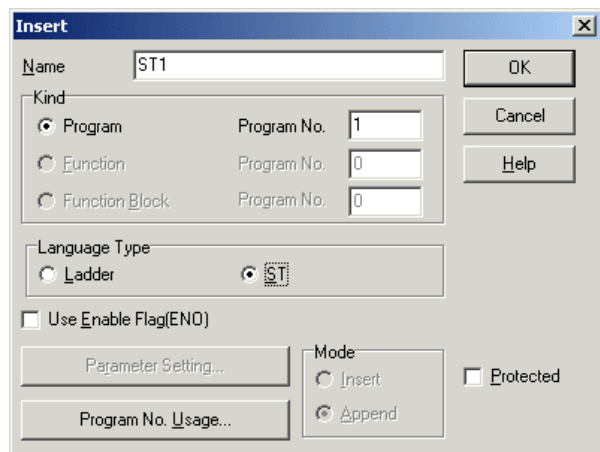 Insert
Name ST1 OK
Kind
Program Program No. 1 Cancel
Function Program No. 0 Help
Function Block Program No. 0
Language Type
Ladder ST
Use Enable Flag(ENO)
Parameter Setting... Mode
Insert Protected
Program No. Usage... Append